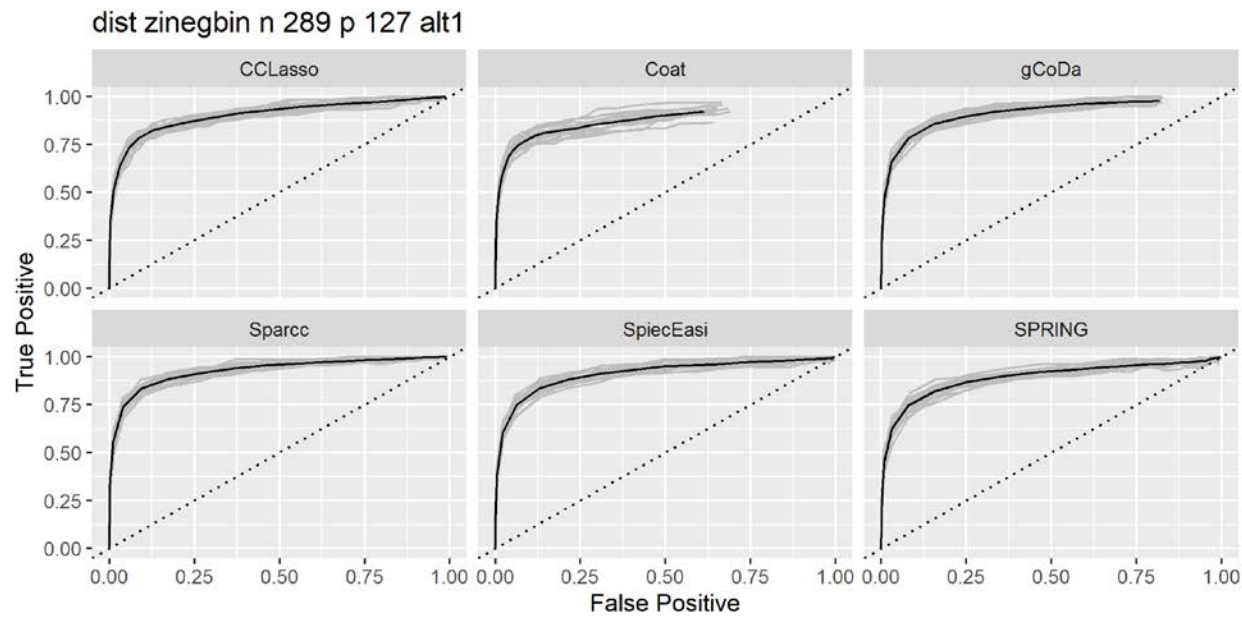 dist zinegbin n 289 p 127 alt1
CCLasso Coat gCoDa
1.00
0.75
0.50
0.25
0.00
Sparcc SpiecEasi SPRING
1.00
0.75
0.50
0.25
0.00
True Positive
0.00 0.25 0.50 0.75 1.00 0.00 0.25 0.50 0.75 1.00 0.00 0.25 0.50 0.75 1.00
False Positive